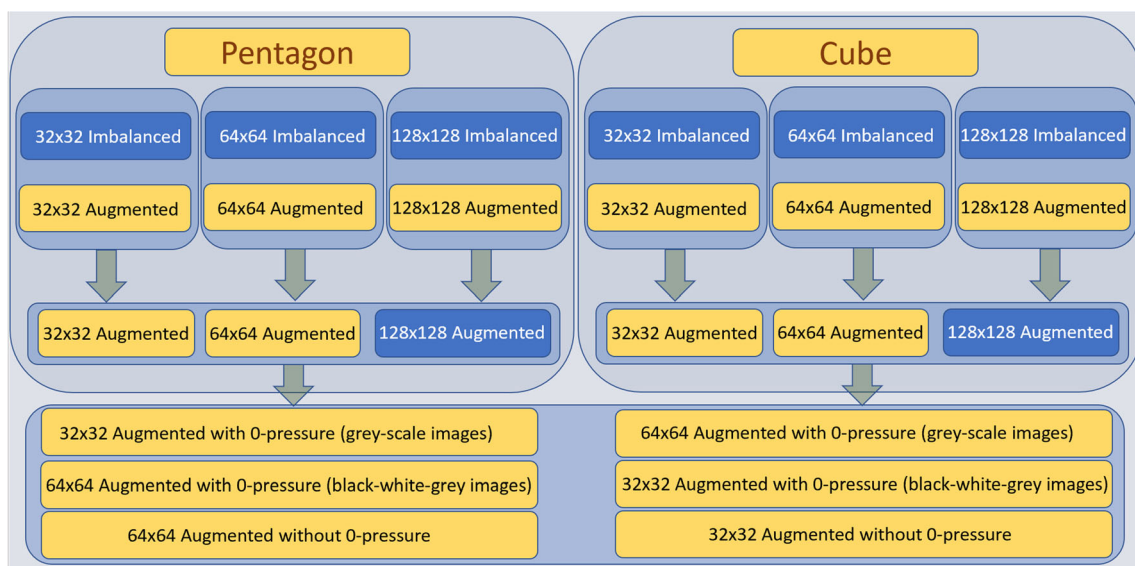 Pentagon
Cube
32x32 Imbalanced
64x64 Imbalanced
128x128 Imbalanced
32x32 Imbalanced
64x64 Imbalanced
128x128 Imbalanced
32x32 Augmented
64x64 Augmented
128x128 Augmented
32x32 Augmented
64x64 Augmented
128x128 Augmented
32x32 Augmented
64x64 Augmented
128x128 Augmented
32x32 Augmented
64x64 Augmented
128x128 Augmented
32x32 Augmented with 0-pressure (grey-scale images)
64x64 Augmented with 0-pressure (grey-scale images)
64x64 Augmented with 0-pressure (black-white-grey images)
32x32 Augmented with 0-pressure (black-white-grey images)
64x64 Augmented without 0-pressure
32x32 Augmented without 0-pressure